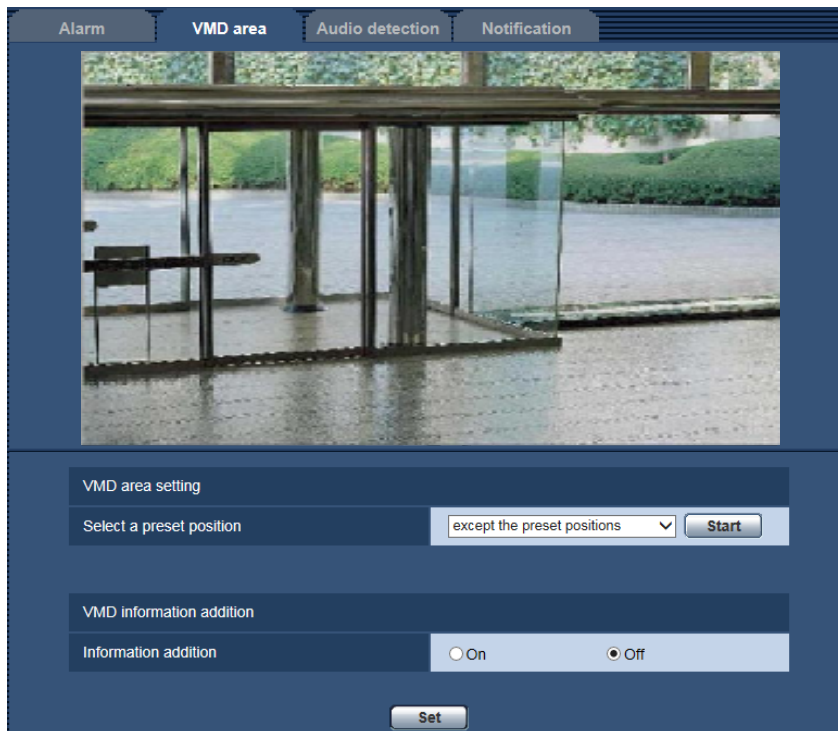 Alarm VMD area Audio detection Notification
VMD area setting
Select a preset position except the preset positions Start
VMD information addition
Information addition On Off
Set